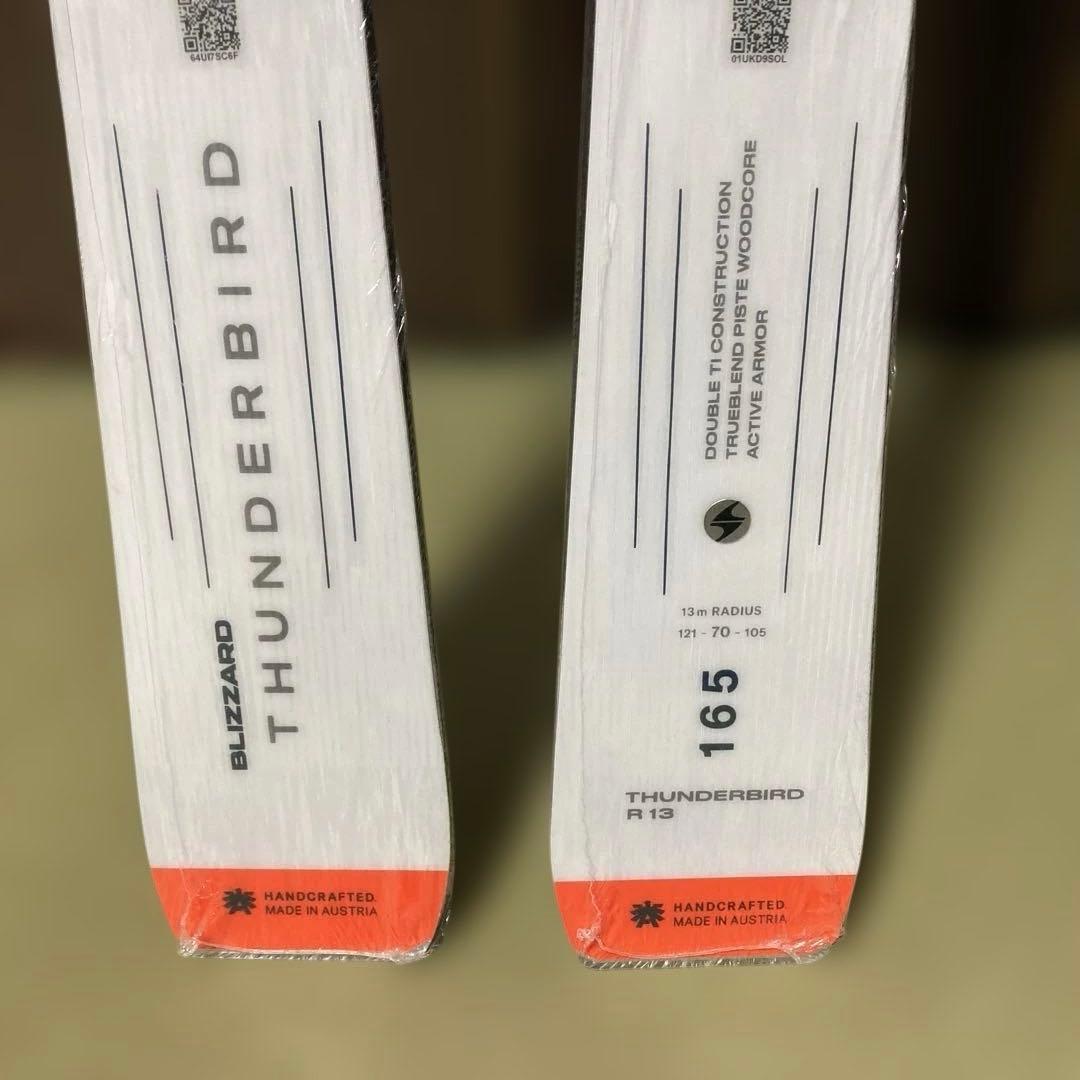 64UI7SC6F
BLIZZARD
THUNDERBIRD
HANDCRAFTED.
MADE IN AUSTRIA
01UKD9SOL
DOUBLE TI CONSTRUCTION
TRUEBLEND PISTE WOODCORE
ACTIVE ARMOR
13 m RADIUS
121 - 70 - 105
165
THUNDERBIRD
R 13
HANDCRAFTED.
MADE IN AUSTRIA